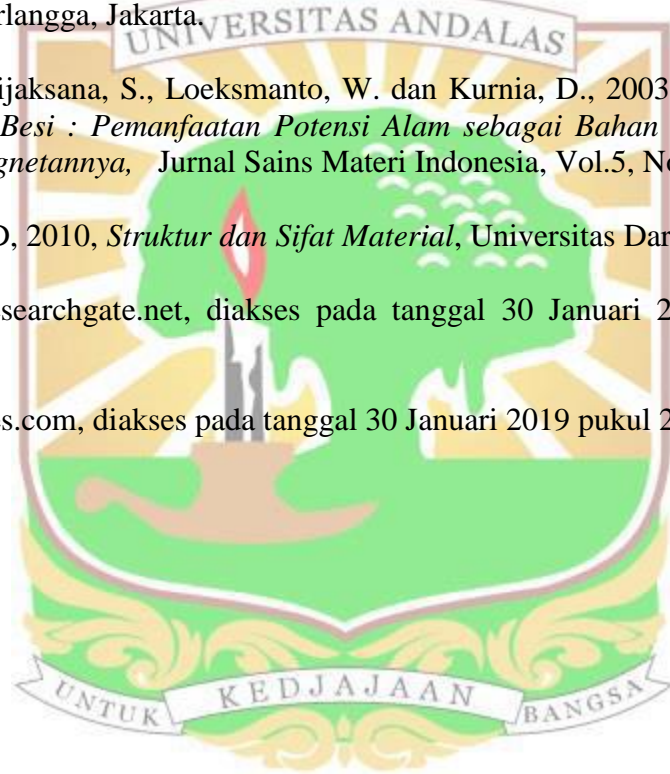 rlangga, Jakarta.
UNIVERSITAS ANDALAS
ijaksana, S., Loeksmanto, W. dan Kurnia, D., 2003
Besi : Pemanfaatan Potensi Alam sebagai Bahan
gnetannya, Jurnal Sains Materi Indonesia, Vol.5, No
D, 2010, Struktur dan Sifat Material, Universitas Dar
searchgate.net, diakses pada tanggal 30 Januari 2
es.com, diakses pada tanggal 30 Januari 2019 pukul 2
UNTUK KEDJAJAAN BANGSA